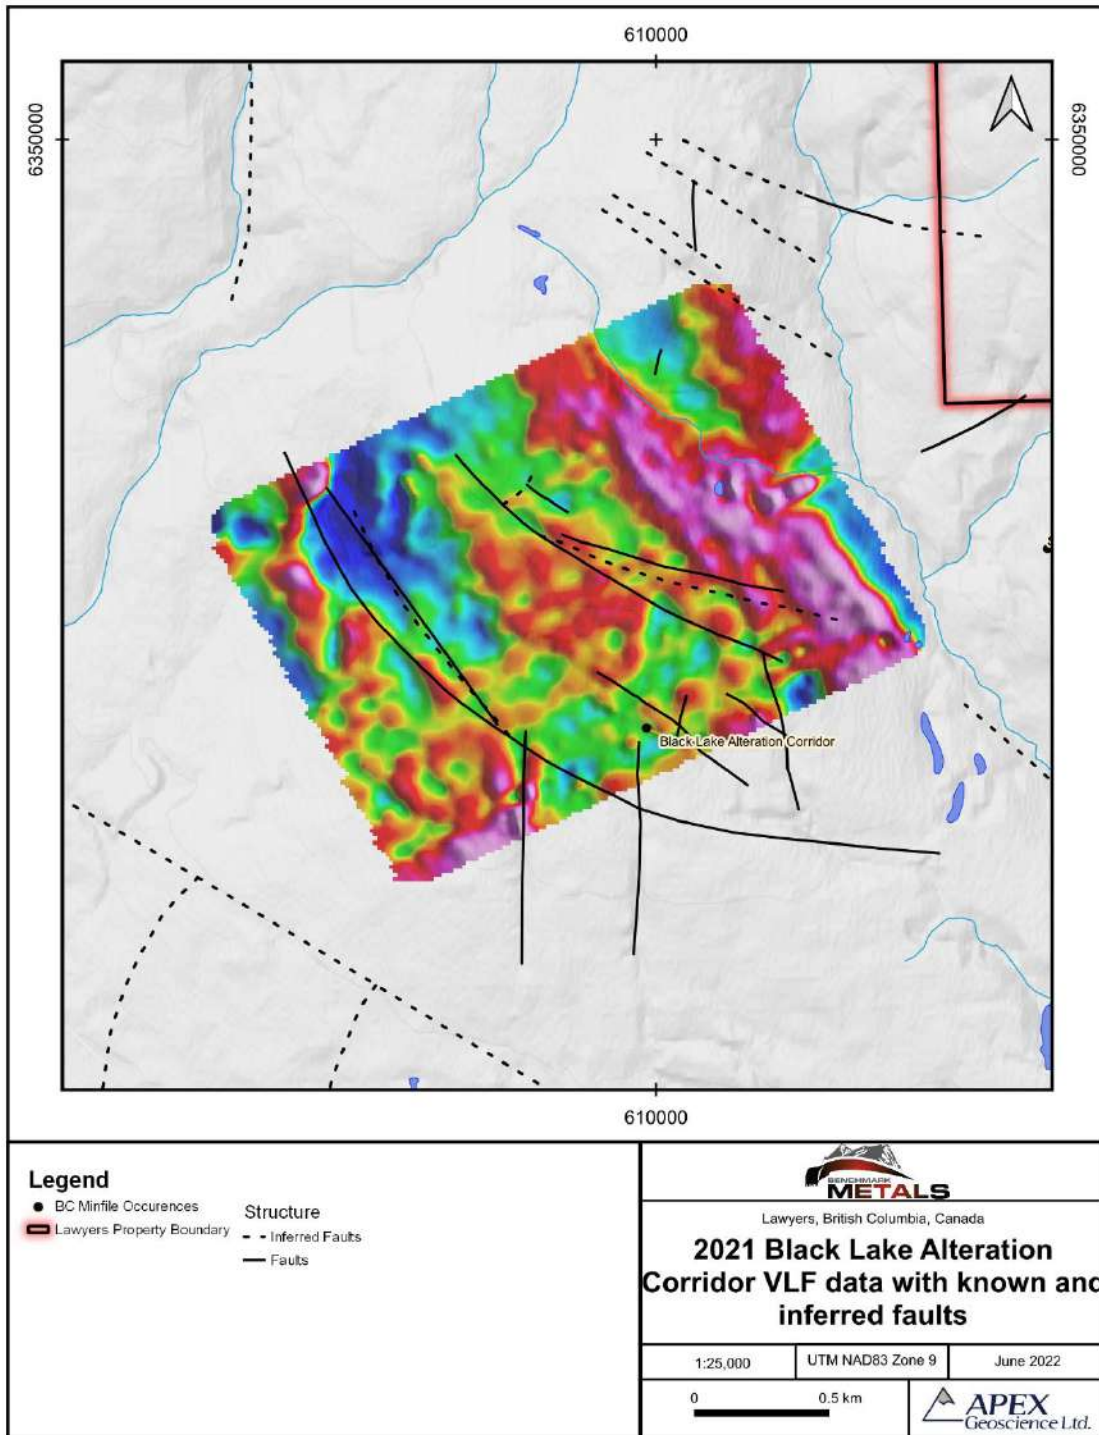 610000
6350000
6350000
Black Lake Alteration Corridor
610000
Legend
BC Minfile Occurences
Lawyers Property Boundary
Structure
Inferred Faults
Faults
BENCHMARK
METALS
Lawyers, British Columbia, Canada
2021 Black Lake Alteration
Corridor VLF data with known and
inferred faults
1:25,000
UTM NAD83 Zone 9
June 2022
0
0.5 km
APEX
Geoscience Ltd.